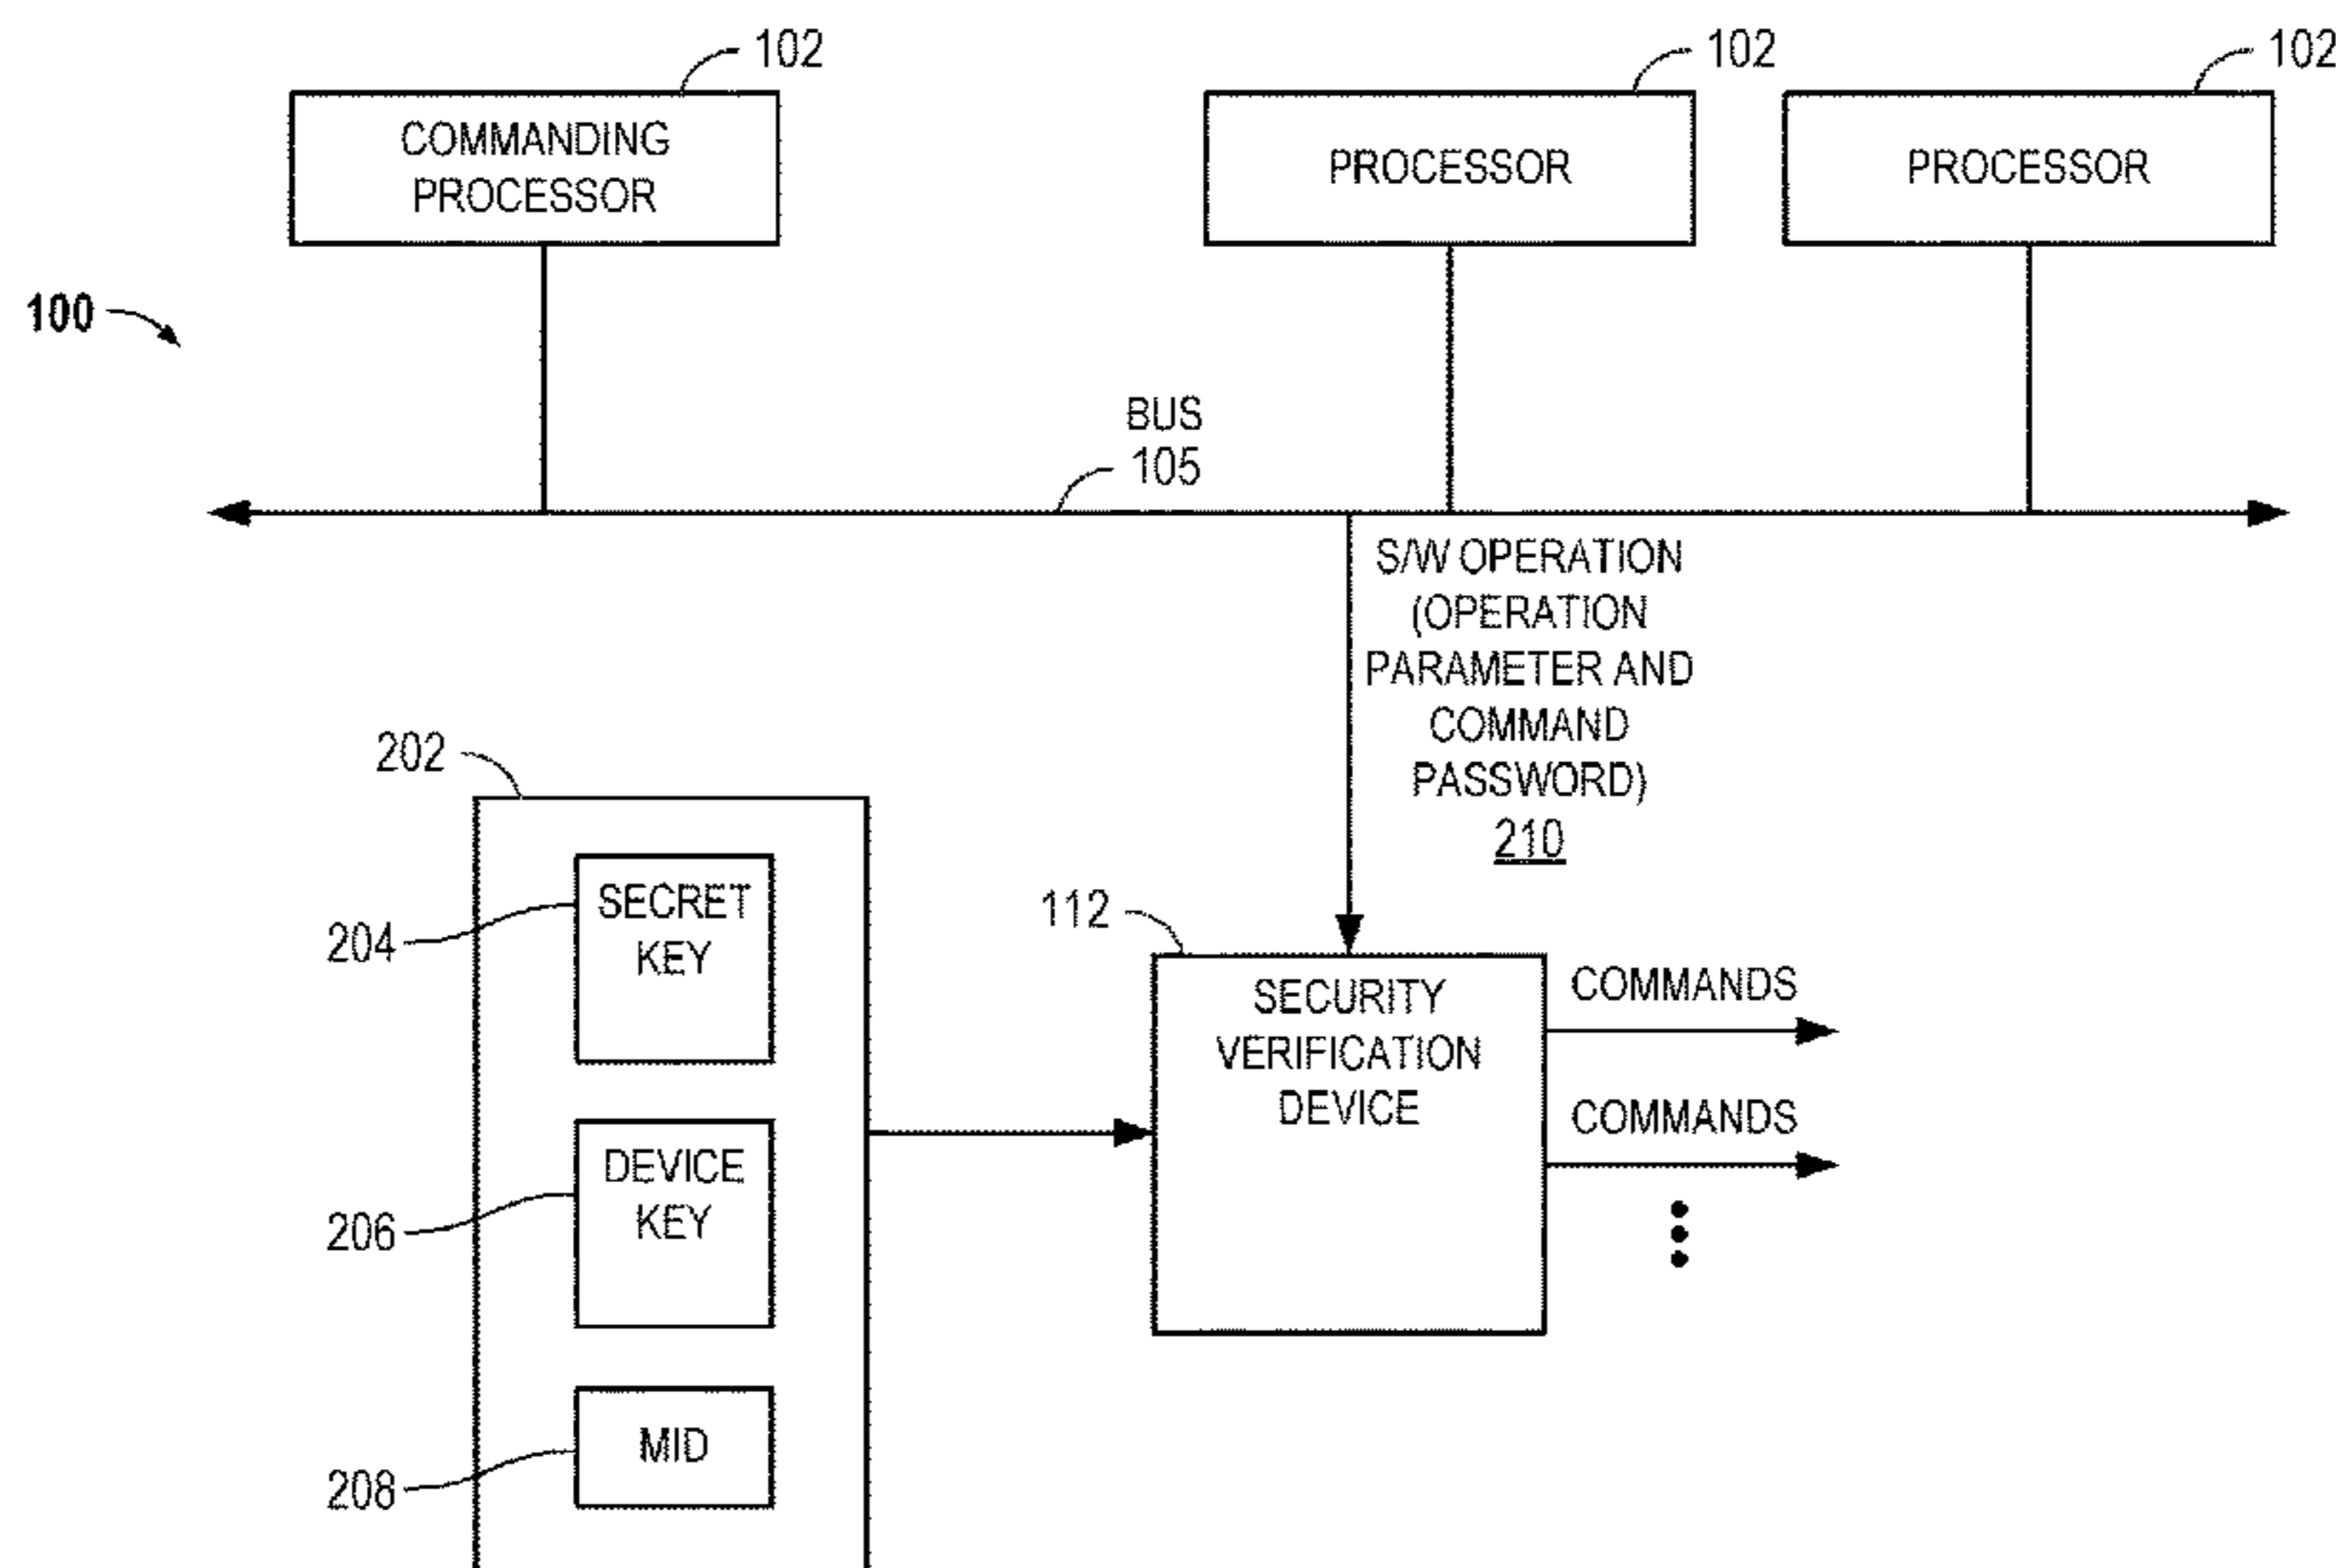 102
102
102
COMMANDING
PROCESSOR
PROCESSOR
PROCESSOR
100
BUS
105
S/W OPERATION
(OPERATION
PARAMETER AND
COMMAND
PASSWORD)
210
202
SECRET
KEY
204
112
SECURITY
VERIFICATION
DEVICE
COMMANDS
COMMANDS
DEVICE
KEY
206
MID
208